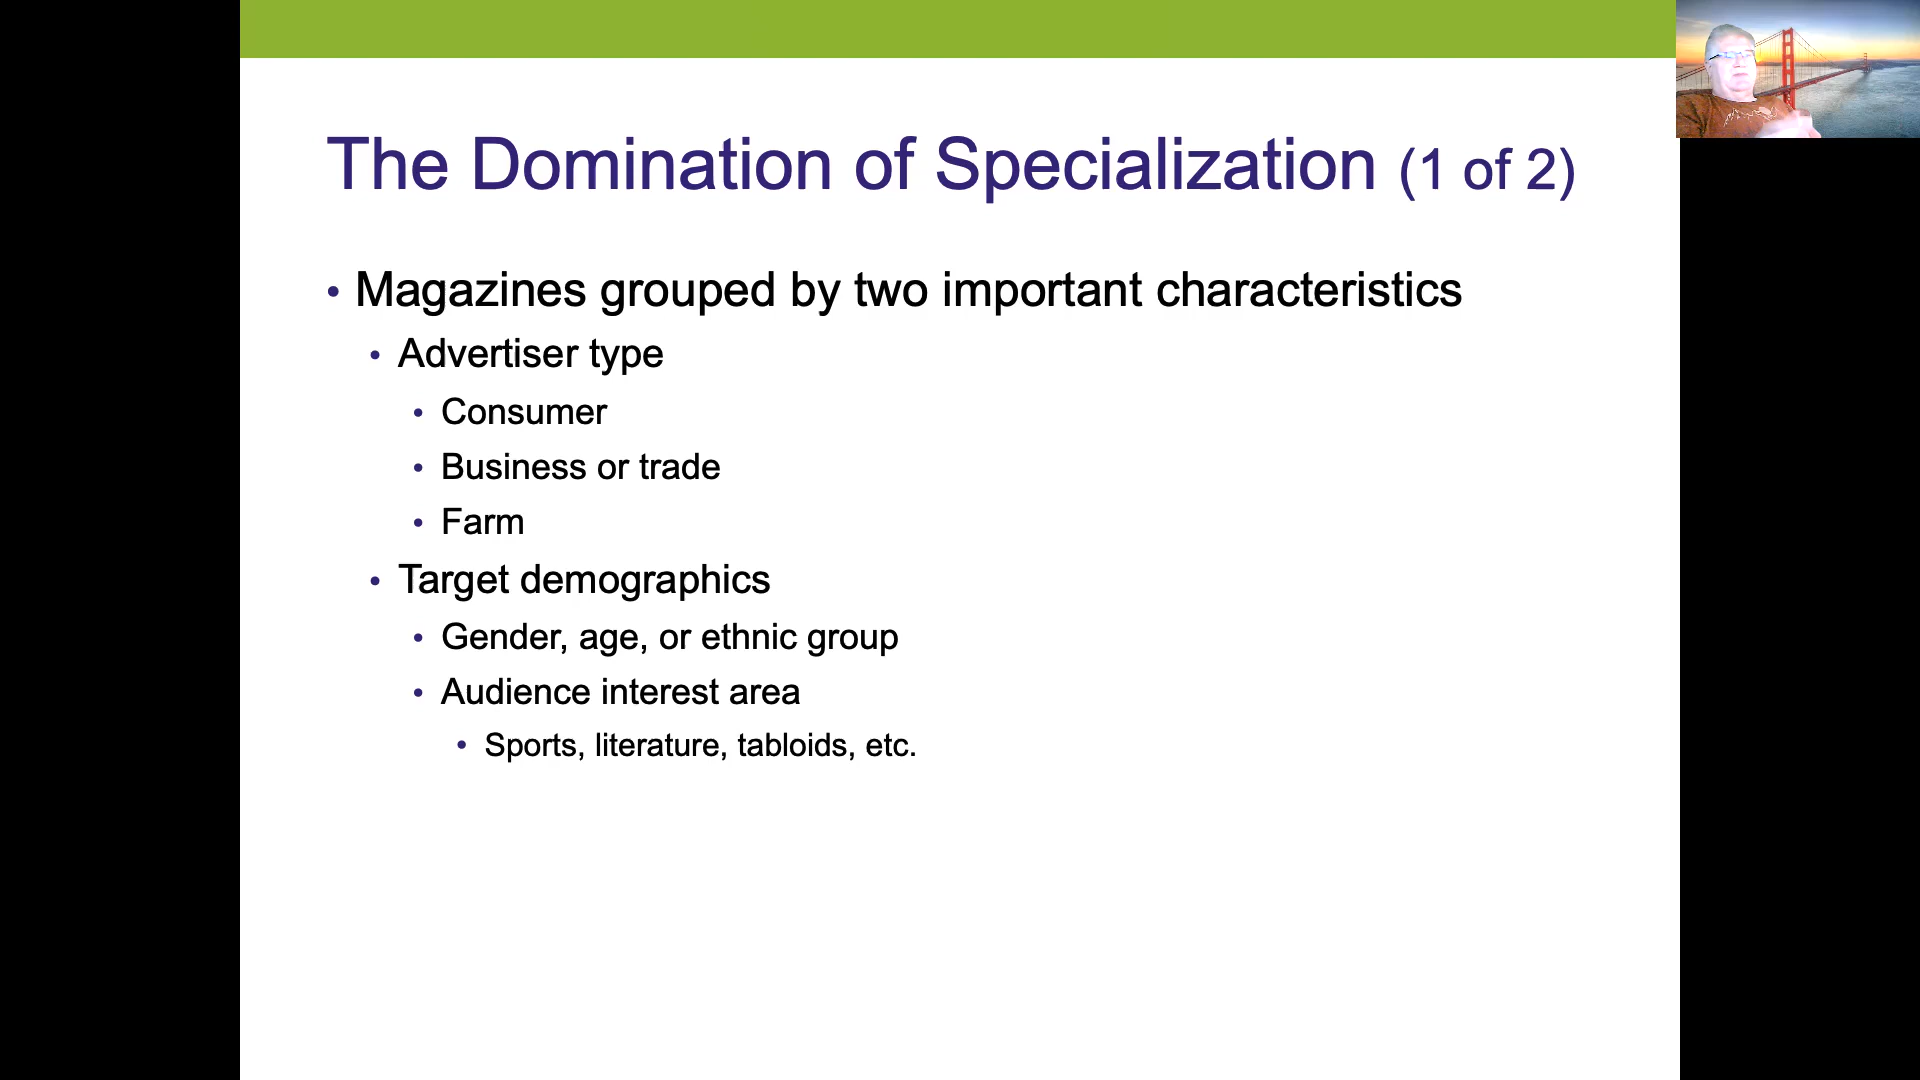 The Domination of Specialization (1 of 2)
• Magazines grouped by two important characteristics
• Advertiser type
• Consumer
• Business or trade
• Farm
• Target demographics
• Gender, age, or ethnic group
• Audience interest area
• Sports, literature, tabloids, etc.